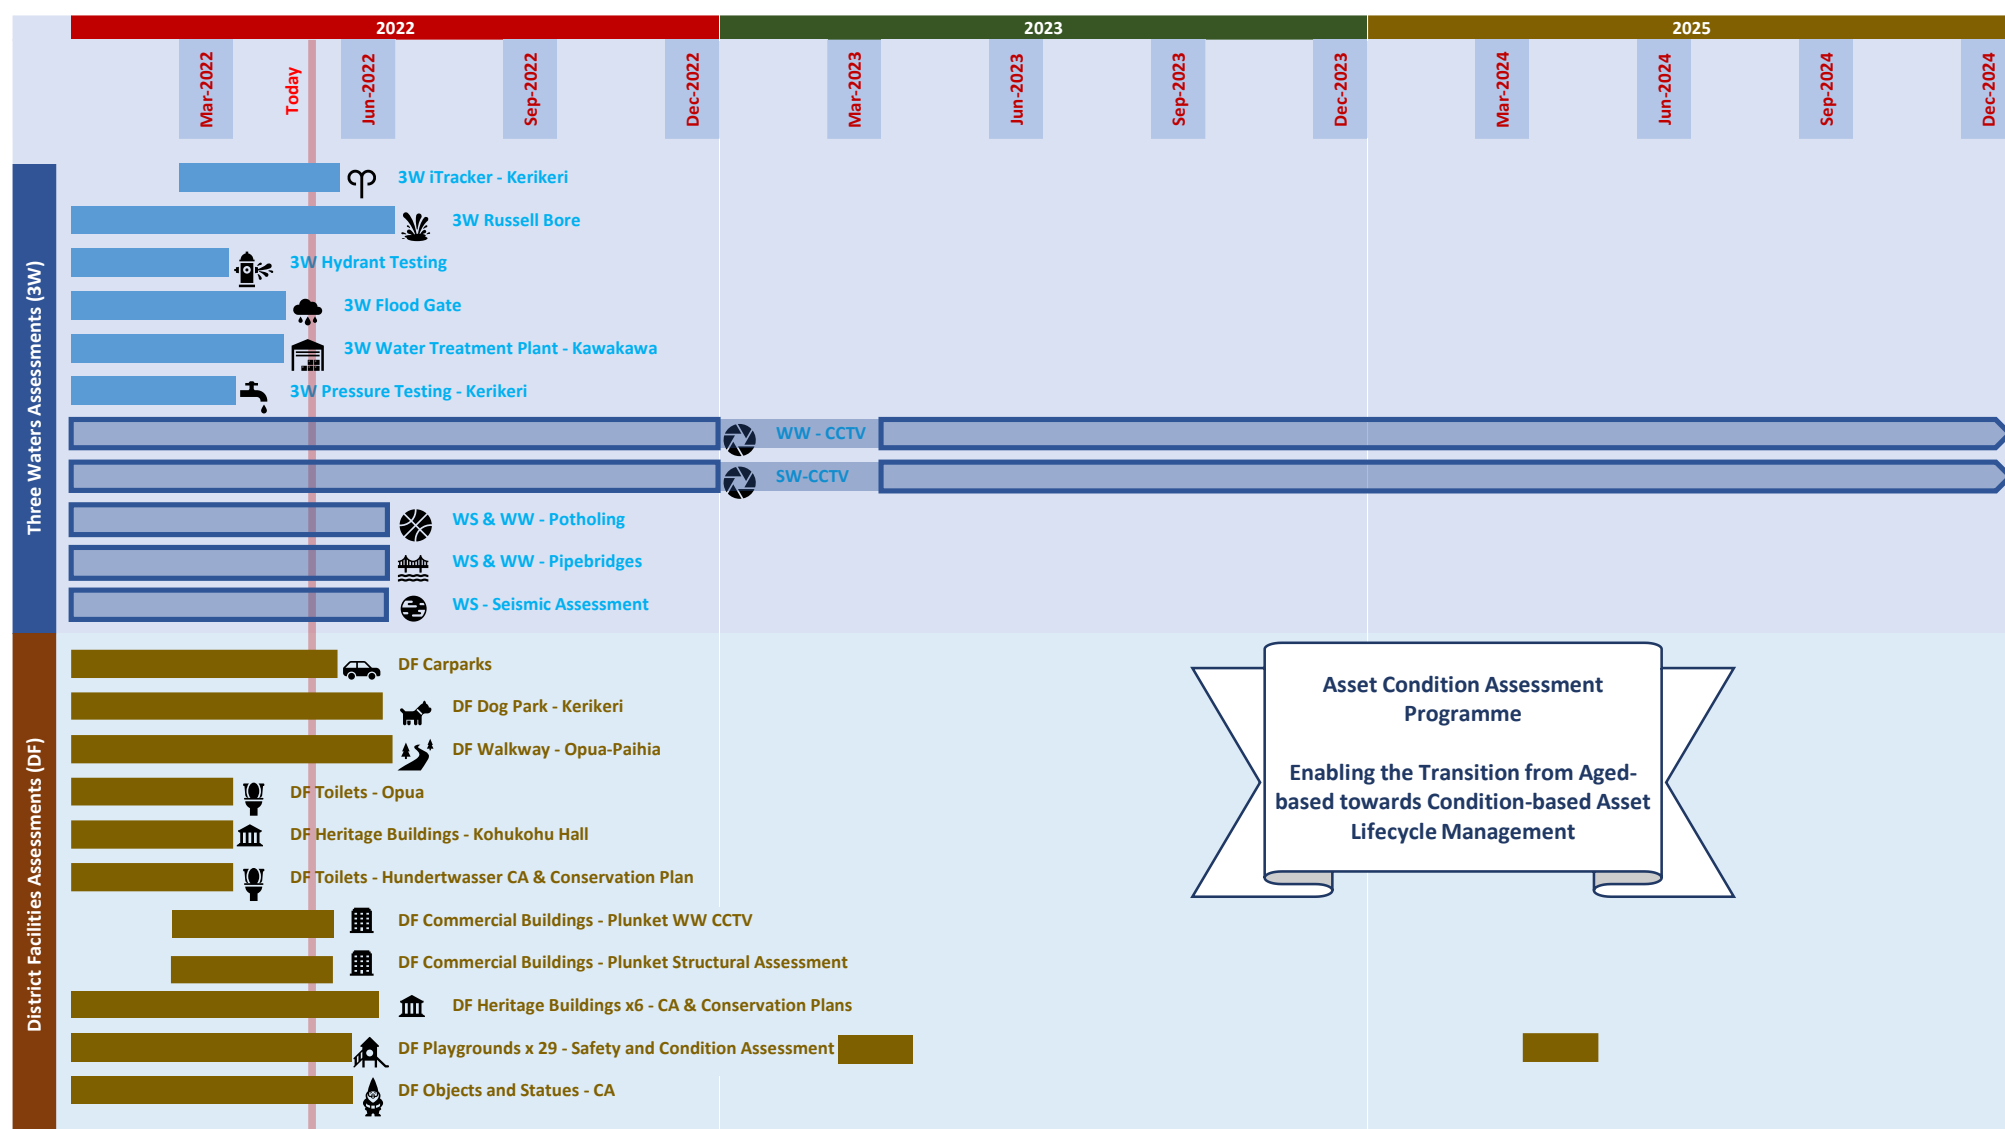 2022
2023
2025
Mar-2022
Today
Jun-2022
Sep-2022
Dec-2022
Mar-2023
Jun-2023
Sep-2023
Dec-2023
Mar-2024
Jun-2024
Sep-2024
Dec-2024
Three Waters Assessments (3W)
3W iTracker - Kerikeri
3W Russell Bore
3W Hydrant Testing
3W Flood Gate
3W Water Treatment Plant - Kawakawa
3W Pressure Testing - Kerikeri
WW - CCTV
SW-CCTV
WS & WW - Potholing
WS & WW - Pipebridges
WS - Seismic Assessment
District Facilities Assessments (DF)
DF Carparks
DF Dog Park - Kerikeri
DF Walkway - Opua-Paihia
DF Toilets - Opua
DF Heritage Buildings - Kohukohu Hall
DF Toilets - Hundertwasser CA & Conservation Plan
DF Commercial Buildings - Plunket WW CCTV
DF Commercial Buildings - Plunket Structural Assessment
DF Heritage Buildings x6 - CA & Conservation Plans
DF Playgrounds x 29 - Safety and Condition Assessment
DF Objects and Statues - CA
Asset Condition Assessment
Programme
Enabling the Transition from Aged-
based towards Condition-based Asset
Lifecycle Management